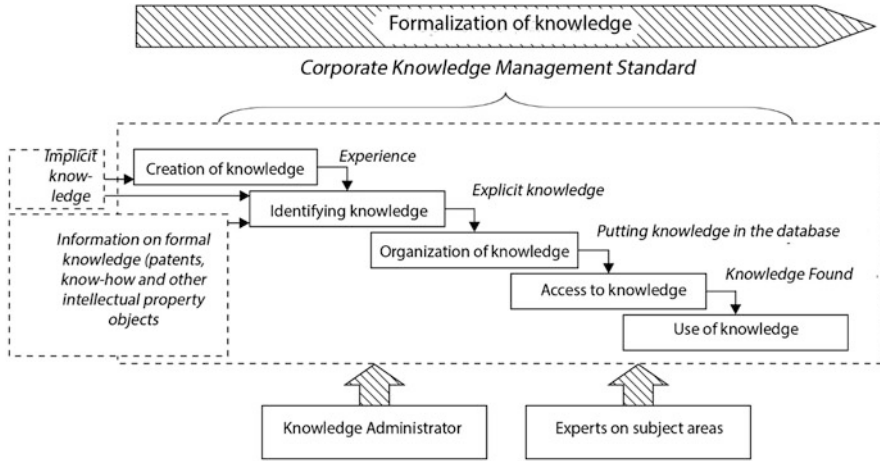 Formalization of knowledge
Corporate Knowledge Management Standard
Implicit
know-
ledge
Creation of knowledge
Experience
Identifying knowledge
Explicit knowledge
Information on formal
knowledge (patents,
know-how and other
intellectual property
objects
Organization of knowledge
Putting knowledge in the database
Access to knowledge
Knowledge Found
Use of knowledge
Knowledge Administrator
Experts on subject areas